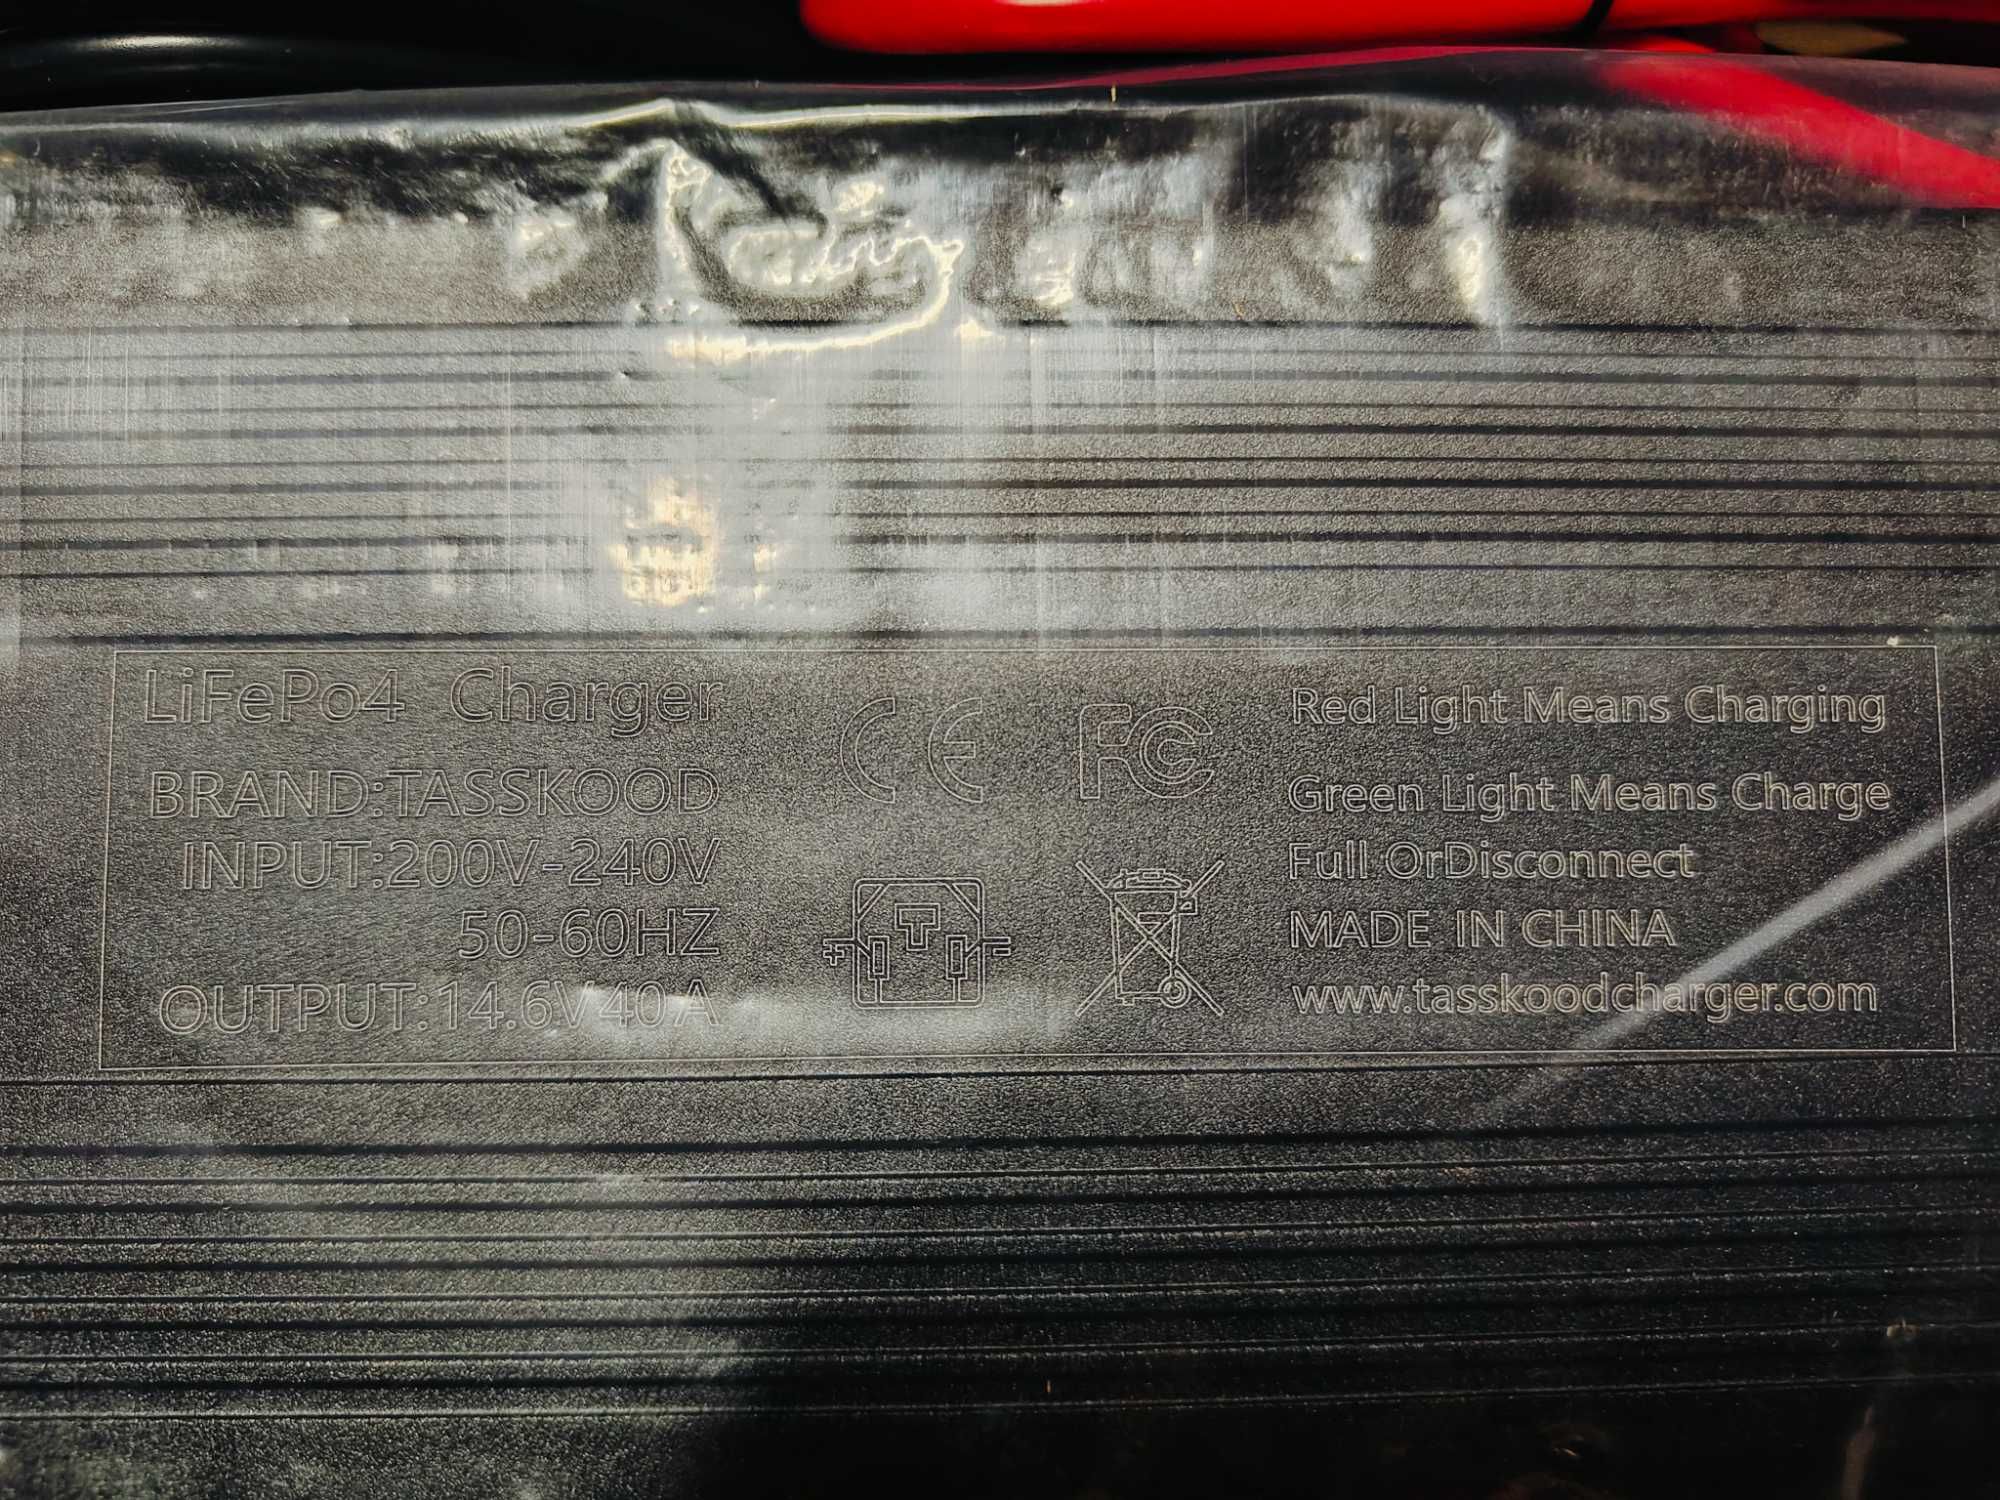 LiFePo4 Charger
BRAND:TASSKOOD
INPUT:200V-240V
50-60HZ
OUTPUT:14.6V40A
CE FC
+ -
Red Light Means Charging
Green Light Means Charge
Full OrDisconnect
MADE IN CHINA
www.tasskoodcharger.com